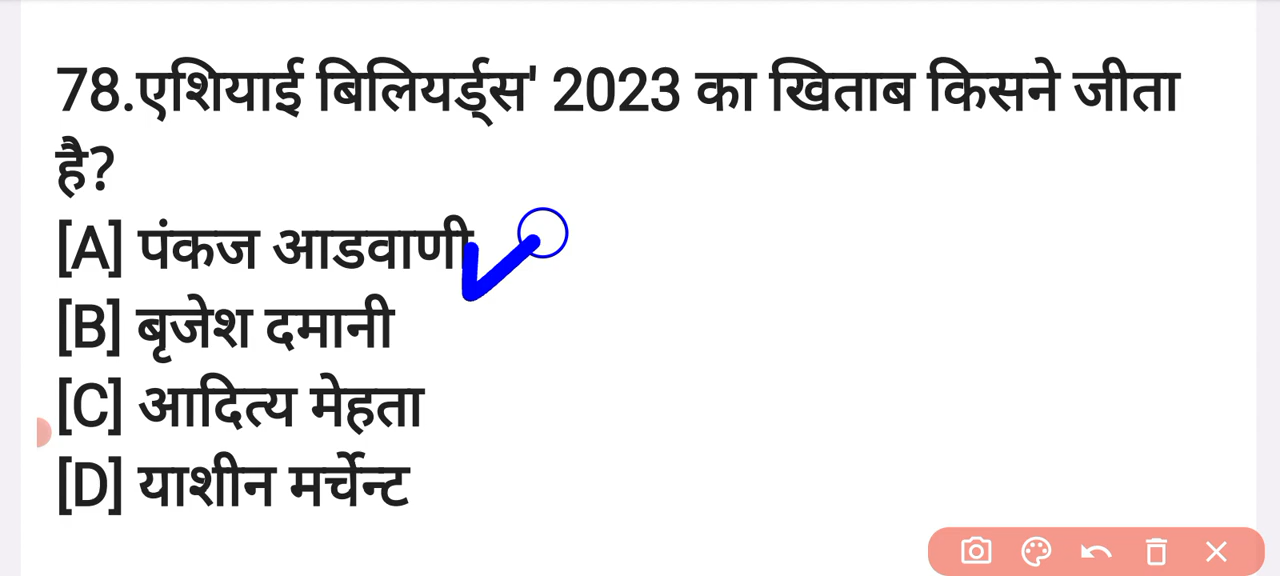 78.एशियाई बिलियर्ड्स' 2023 का खिताब किसने जीता
है?
[A] पंकज आडवाणी
[B] बृजेश दमानी
[C] आदित्य मेहता
[D] याशीन मर्चेन्ट